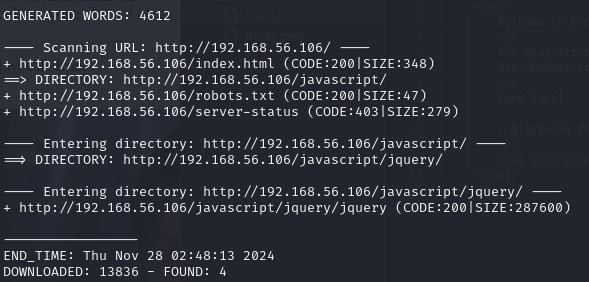 GENERATED WORDS: 4612
---- Scanning URL: http://192.168.56.106/ ----
+ http://192.168.56.106/index.html (CODE:200|SIZE:348)
==> DIRECTORY: http://192.168.56.106/javascript/
+ http://192.168.56.106/robots.txt (CODE:200|SIZE:47)
+ http://192.168.56.106/server-status (CODE:403|SIZE:279)
---- Entering directory: http://192.168.56.106/javascript/ ----
==> DIRECTORY: http://192.168.56.106/javascript/jquery/
---- Entering directory: http://192.168.56.106/javascript/jquery/ ----
+ http://192.168.56.106/javascript/jquery/jquery (CODE:200|SIZE:287600)
-----------------
END_TIME: Thu Nov 28 02:48:13 2024
DOWNLOADED: 13836 - FOUND: 4